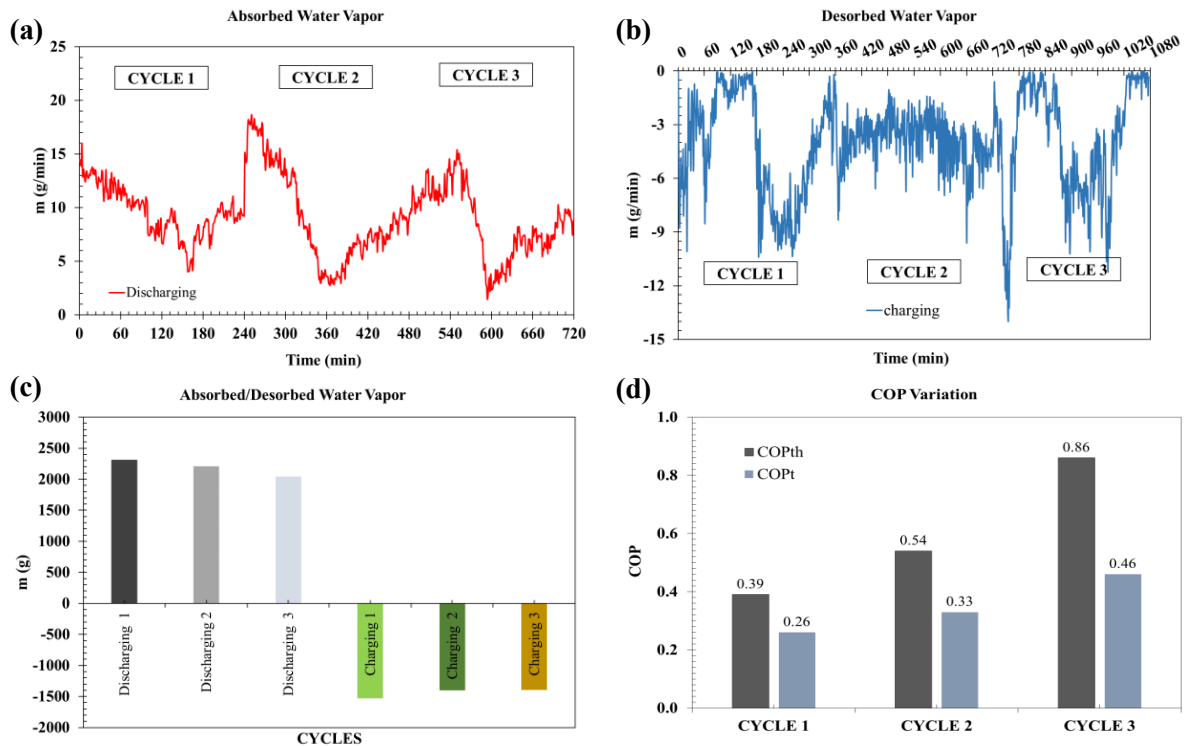 (a)
Absorbed Water Vapor
25
20
15
10
5
0
m (g/min)
CYCLE 1
CYCLE 2
CYCLE 3
Discharging
0 60 120 180 240 300 360 420 480 540 600 660 720
Time (min)
(b)
Desorbed Water Vapor
0 60 120 180 240 300 360 480 460 600 660 720 780 840 900 960 1020 1080
0
-3
-6
-9
-12
-15
m (g/min)
CYCLE 1
CYCLE 2
CYCLE 3
charging
Time (min)
(c)
Absorbed/Desorbed Water Vapor
3000
2500
2000
1500
1000
500
0
-500
-1000
-1500
-2000
m (g)
Discharging 1
Discharging 2
Discharging 3
Charging 1
Charging 2
Charging 3
CYCLES
(d)
COP Variation
1.0
0.8
0.6
0.4
0.2
0.0
COP
COPth
COPt
0.39
0.26
0.54
0.33
0.86
0.46
CYCLE 1
CYCLE 2
CYCLE 3